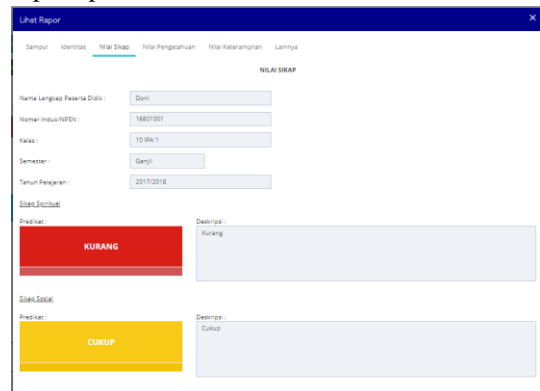 Lihat Rapor ×
Sampul Identitas Nilai Sikap Nilai Pengetahuan Nilai Keterampilan Lainnya
NILAI SIKAP
Nama Lengkap Peserta Didik : Doni
Nomer Induk/NPSN : 16801001
Kelas : 10 IPA 1
Semester : Ganjil
Tahun Pelajaran : 2017/2018
Sikap Spiritual
Predikat : Deskripsi :
KURANG Kurang
Sikap Sosial
Predikat : Deskripsi :
CUKUP Cukup